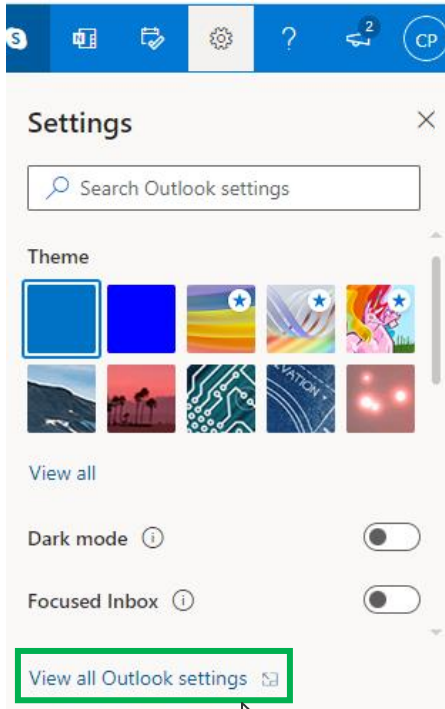 S N ? 2 CP
Settings
Search Outlook settings
Theme
View all
Dark mode
Focused Inbox
View all Outlook settings